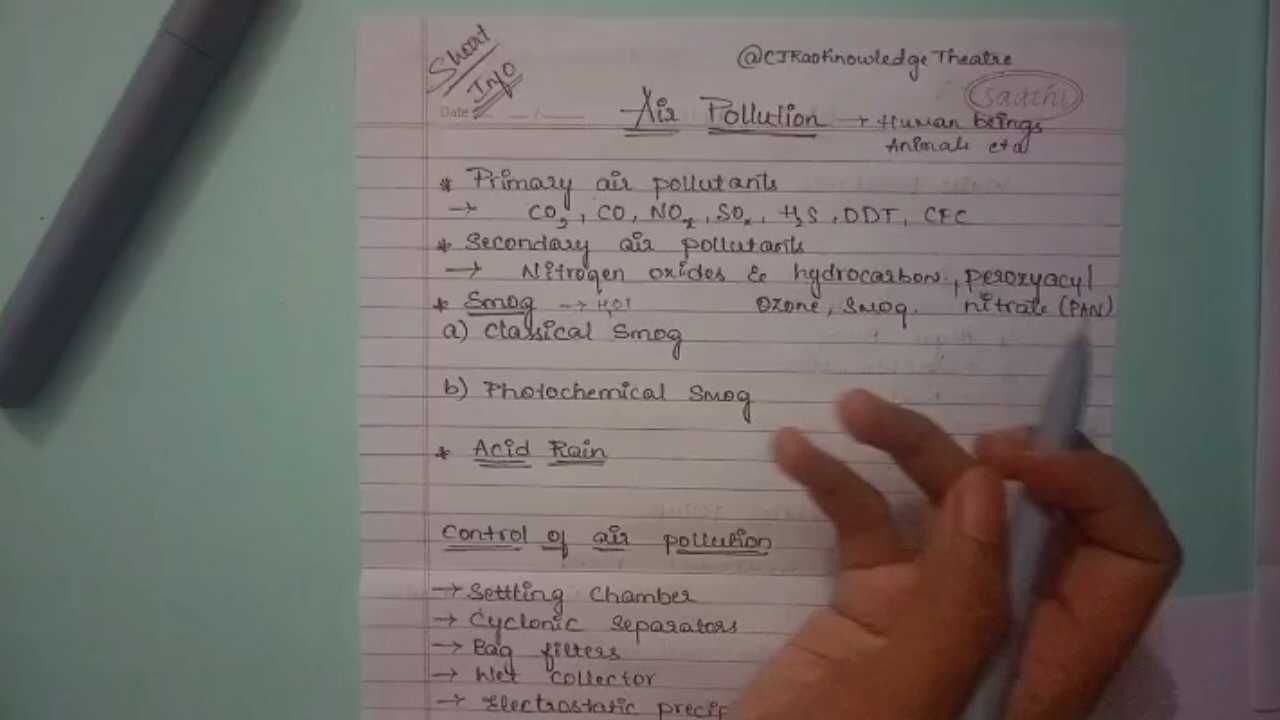 Short
Info
@CJRaoKnowledge Theatre
Saathi
Date
Air Pollution → Human beings
Animals etc
* Primary air pollutants
→ CO₂, CO, NOₓ, SOₓ, H₂S, DDT, CFC
* Secondary air pollutants
→ Nitrogen oxides & hydrocarbon, peroxyacyl
Ozone, Smog. nitrate (PAN)
* Smog →
a) Classical Smog
b) Photochemical Smog
* Acid Rain
Control of air pollution
→ Settling Chamber
→ Cyclonic Separators
→ Bag filters
→ Wet collector
→ Electrostatic precip